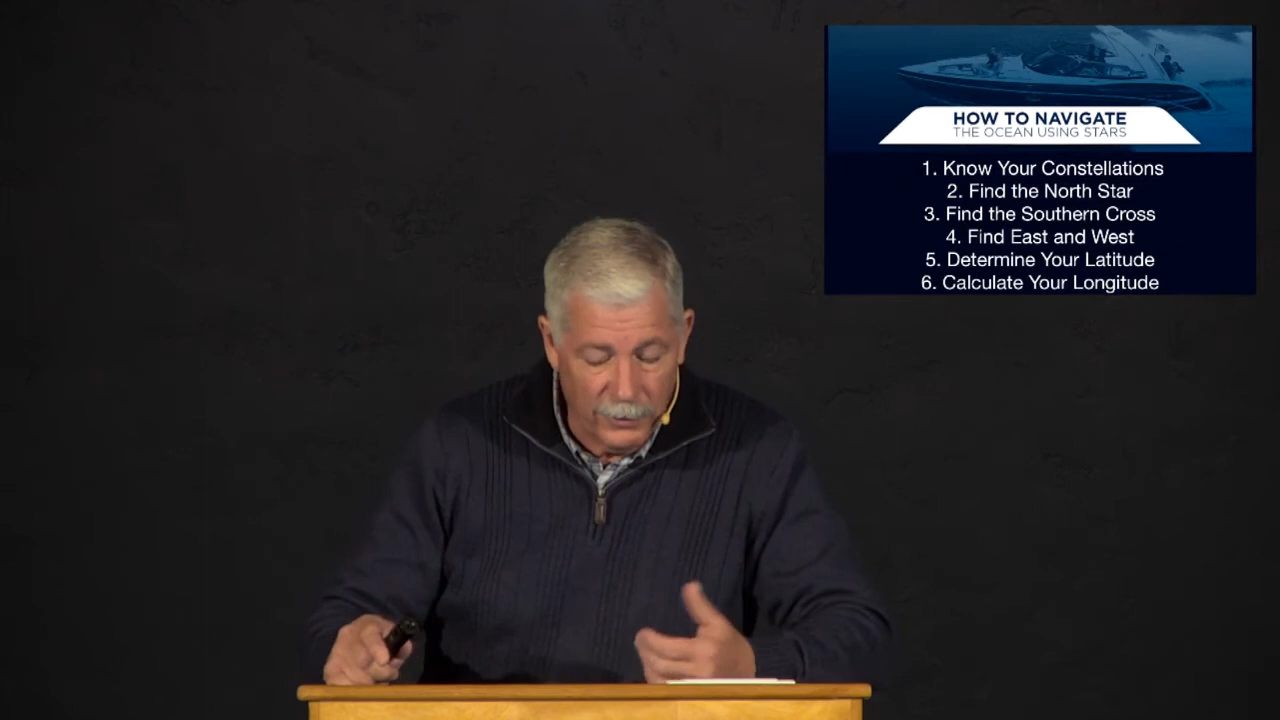 HOW TO NAVIGATE
THE OCEAN USING STARS
1. Know Your Constellations
2. Find the North Star
3. Find the Southern Cross
4. Find East and West
5. Determine Your Latitude
6. Calculate Your Longitude